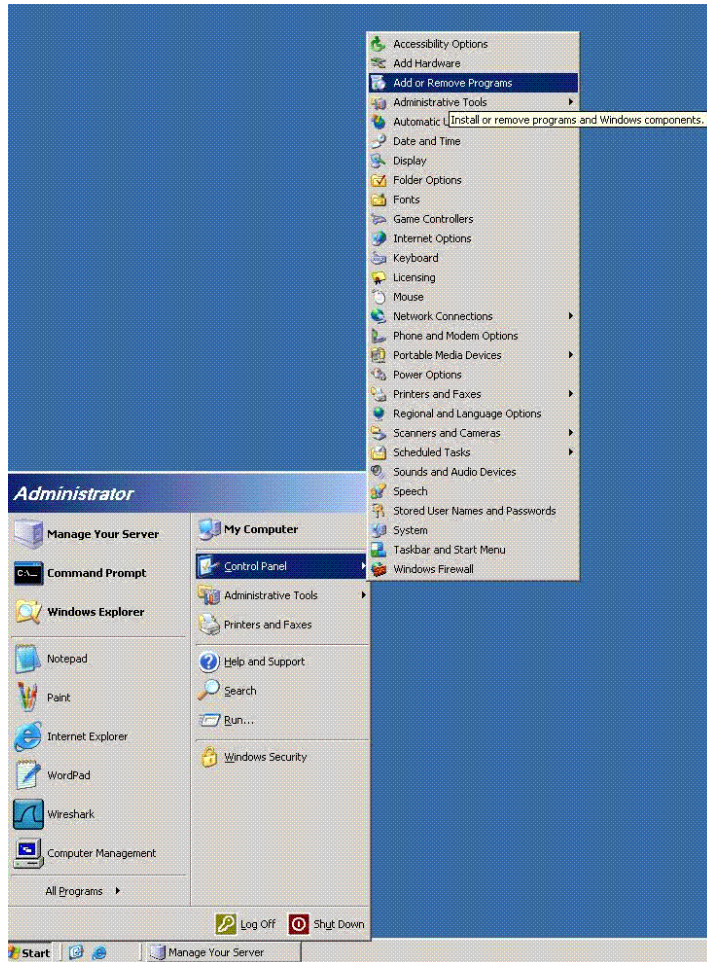 Accessibility Options
Add Hardware
Add or Remove Programs
Administrative Tools
Automatic U
Install or remove programs and Windows components.
Date and Time
Display
Folder Options
Fonts
Game Controllers
Internet Options
Keyboard
Licensing
Mouse
Network Connections
Phone and Modem Options
Portable Media Devices
Power Options
Printers and Faxes
Regional and Language Options
Scanners and Cameras
Scheduled Tasks
Sounds and Audio Devices
Speech
Stored User Names and Passwords
System
Taskbar and Start Menu
Windows Firewall
Administrator
Manage Your Server
Command Prompt
Windows Explorer
Notepad
Paint
Internet Explorer
WordPad
Wireshark
Computer Management
All Programs
My Computer
Control Panel
Administrative Tools
Printers and Faxes
Help and Support
Search
Run...
Windows Security
Log Off
Shut Down
Start
Manage Your Server